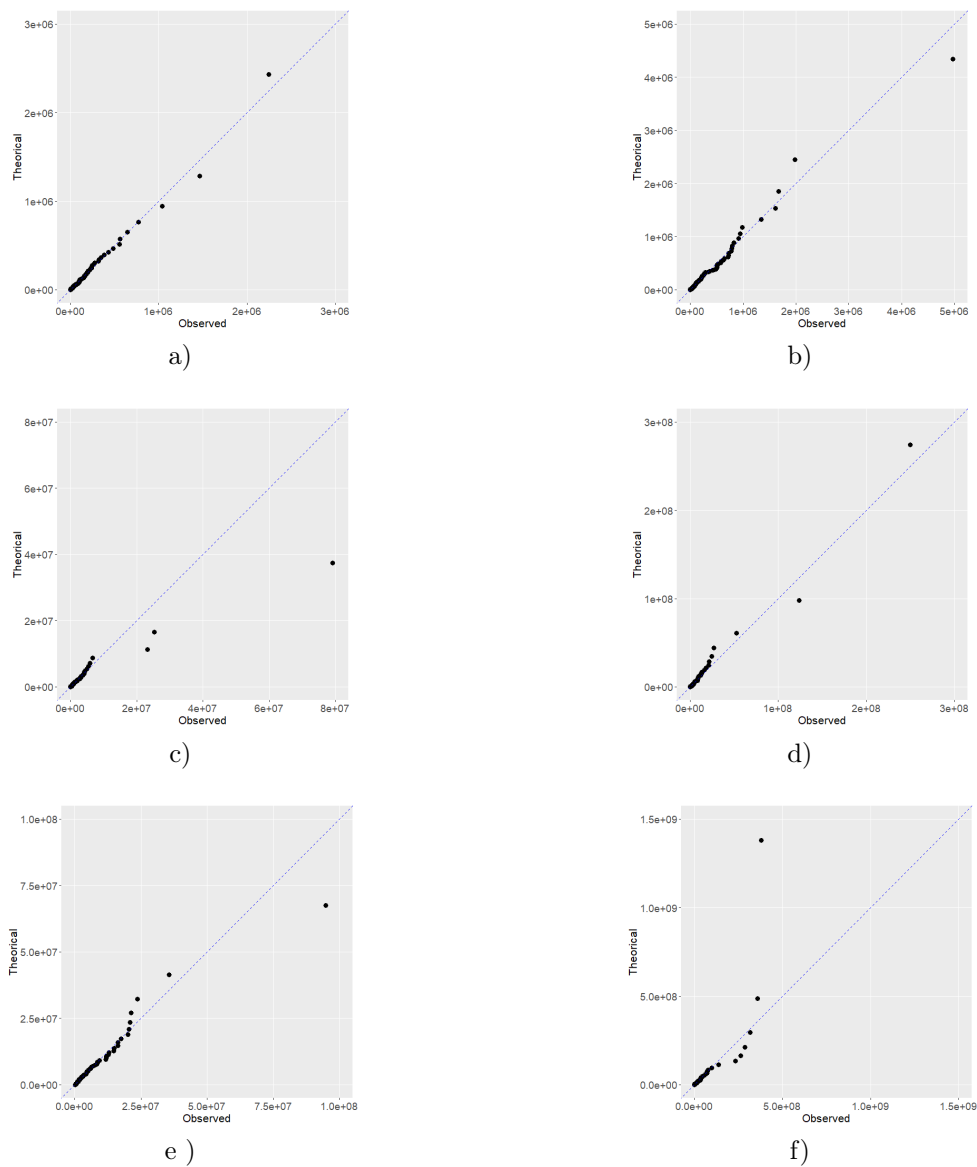 3e+06
2e+06
1e+06
0e+00
Theorical
0e+00 1e+06 2e+06 3e+06
Observed
a)
5e+06
4e+06
3e+06
2e+06
1e+06
0e+00
Theorical
0e+00 1e+06 2e+06 3e+06 4e+06 5e+06
Observed
b)
8e+07
6e+07
4e+07
2e+07
0e+00
Theorical
0e+00 2e+07 4e+07 6e+07 8e+07
Observed
c)
3e+08
2e+08
1e+08
0e+00
Theorical
0e+00 1e+08 2e+08 3e+08
Observed
d)
1.0e+08
7.5e+07
5.0e+07
2.5e+07
0.0e+00
Theorical
0.0e+00 2.5e+07 5.0e+07 7.5e+07 1.0e+08
Observed
e )
1.5e+09
1.0e+09
5.0e+08
0.0e+00
Theorical
0.0e+00 5.0e+08 1.0e+09 1.5e+09
Observed
f)